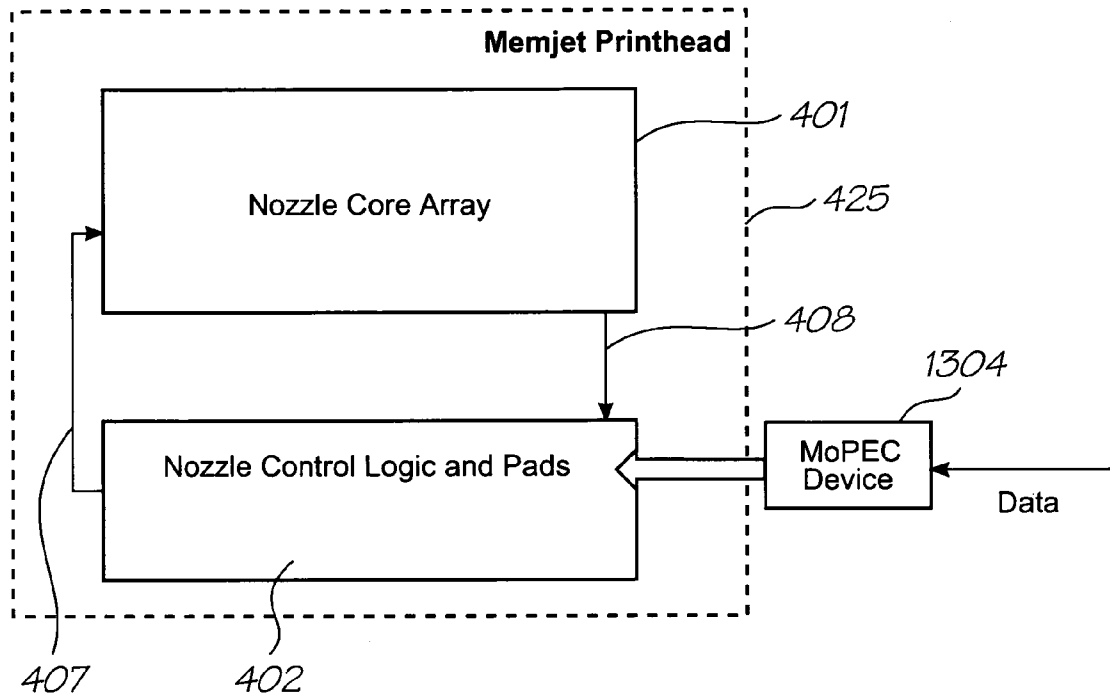 Memjet Printhead
401
Nozzle Core Array
425
408
1304
Nozzle Control Logic and Pads
MoPEC
Device
Data
407
402